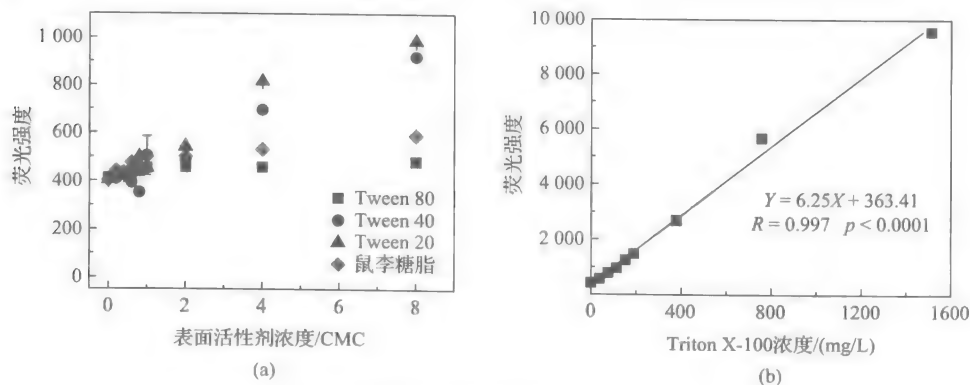 1 000
800
600
400
200
0
荧光强度
Tween 80
Tween 40
Tween 20
鼠李糖脂
0 2 4 6 8
表面活性剂浓度/CMC
(a)
10 000
8 000
6 000
4 000
2 000
荧光强度
Y = 6.25X + 363.41
R = 0.997 p < 0.0001
0 400 800 1200 1600
Triton X-100浓度/(mg/L)
(b)